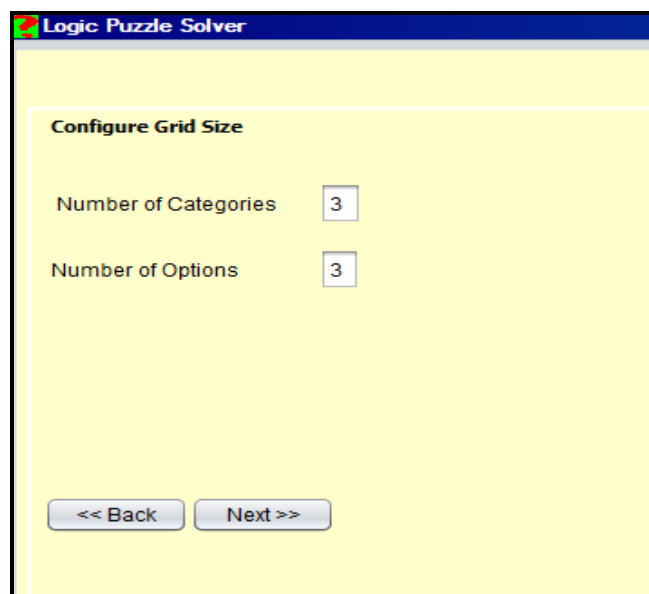 Logic Puzzle Solver
Configure Grid Size
Number of Categories 3
Number of Options 3
<< Back Next >>